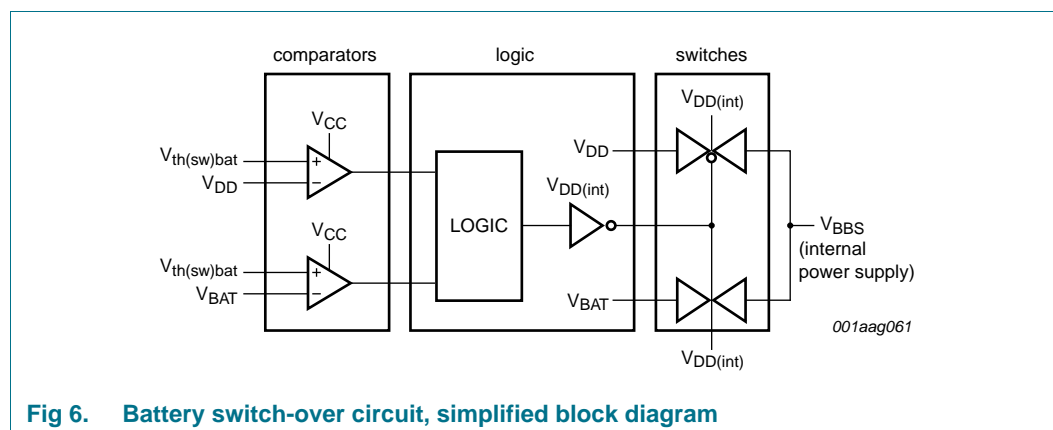 comparators
logic
switches
VCC
Vth(sw)bat
+
VDD
−
VCC
Vth(sw)bat
+
VBAT
−
LOGIC
VDD(int)
VDD(int)
VDD
VBAT
VDD(int)
VBBS
(internal
power supply)
001aag061
Fig 6. Battery switch-over circuit, simplified block diagram